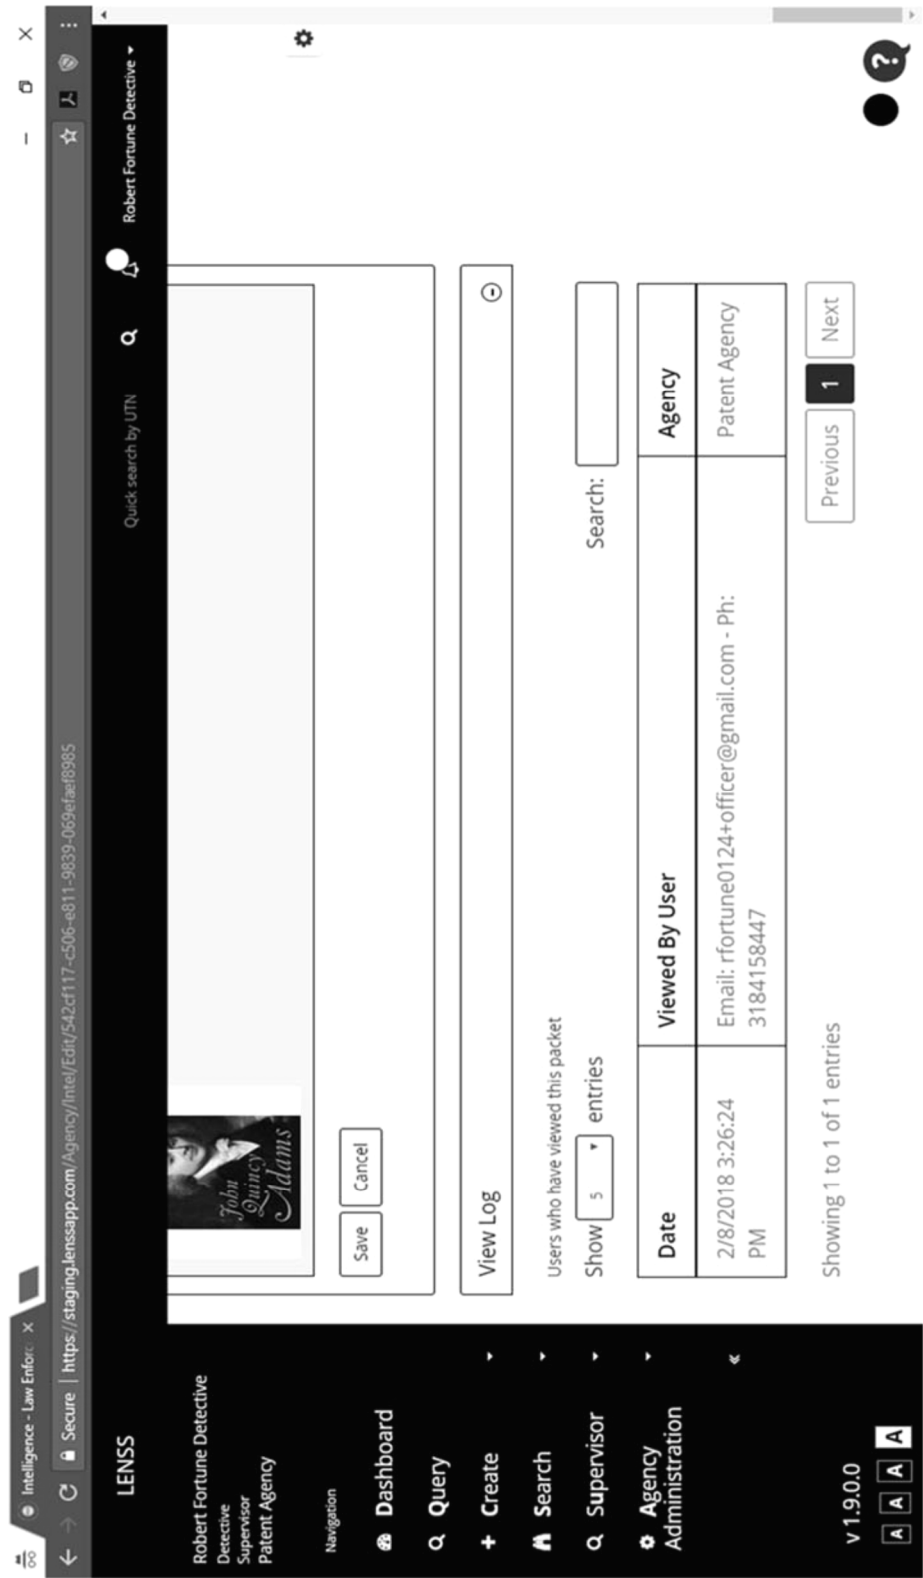 Intelligence - Law Enforc
Secure | https://staging.lenssapp.com/Agency/Intel/Edit/542cf117-c506-e811-9839-069efaef8985
LENSS
Quick search by UTN
Robert Fortune Detective
Robert Fortune Detective
Detective
Supervisor
Patent Agency
Navigation
Dashboard
Query
Create
Search
Supervisor
Agency
Administration
v 1.9.0.0
A A A A
John
Quincy
Adams
Save Cancel
View Log
Users who have viewed this packet
Show 5 entries
Search:
Date Viewed By User Agency
2/8/2018 3:26:24 Email: rfortune0124+officer@gmail.com - Ph: Patent Agency
PM 3184158447
Showing 1 to 1 of 1 entries
Previous 1 Next
?